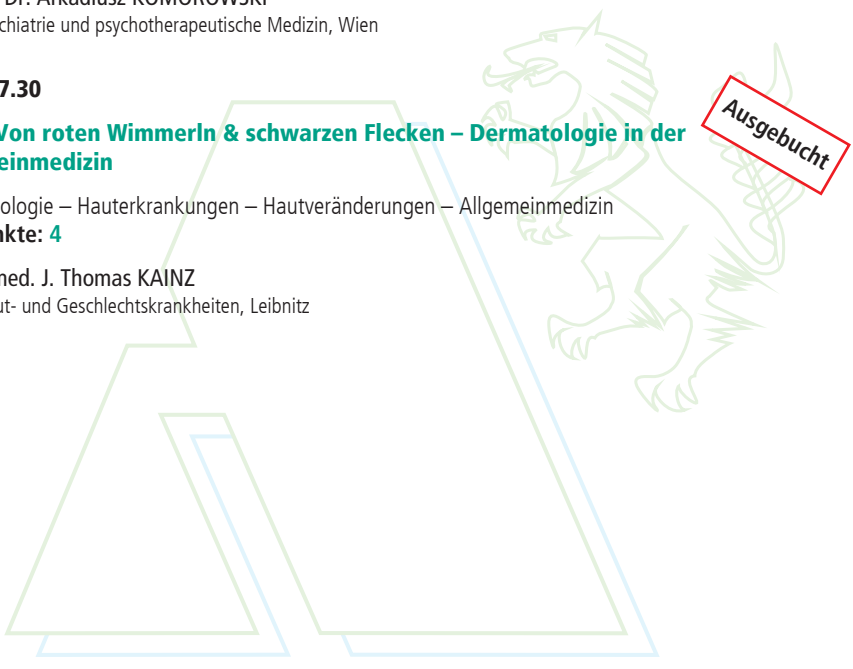 Dr. Arkadiusz KOMOROWSKI
chiatrie und psychotherapeutische Medizin, Wien
7.30
Von roten Wimmerln & schwarzen Flecken – Dermatologie in der
einmedizin
Ausgebucht
ologie – Hauterkrankungen – Hautveränderungen – Allgemeinmedizin
nkte: 4
med. J. Thomas KAINZ
ut- und Geschlechtskrankheiten, Leibnitz